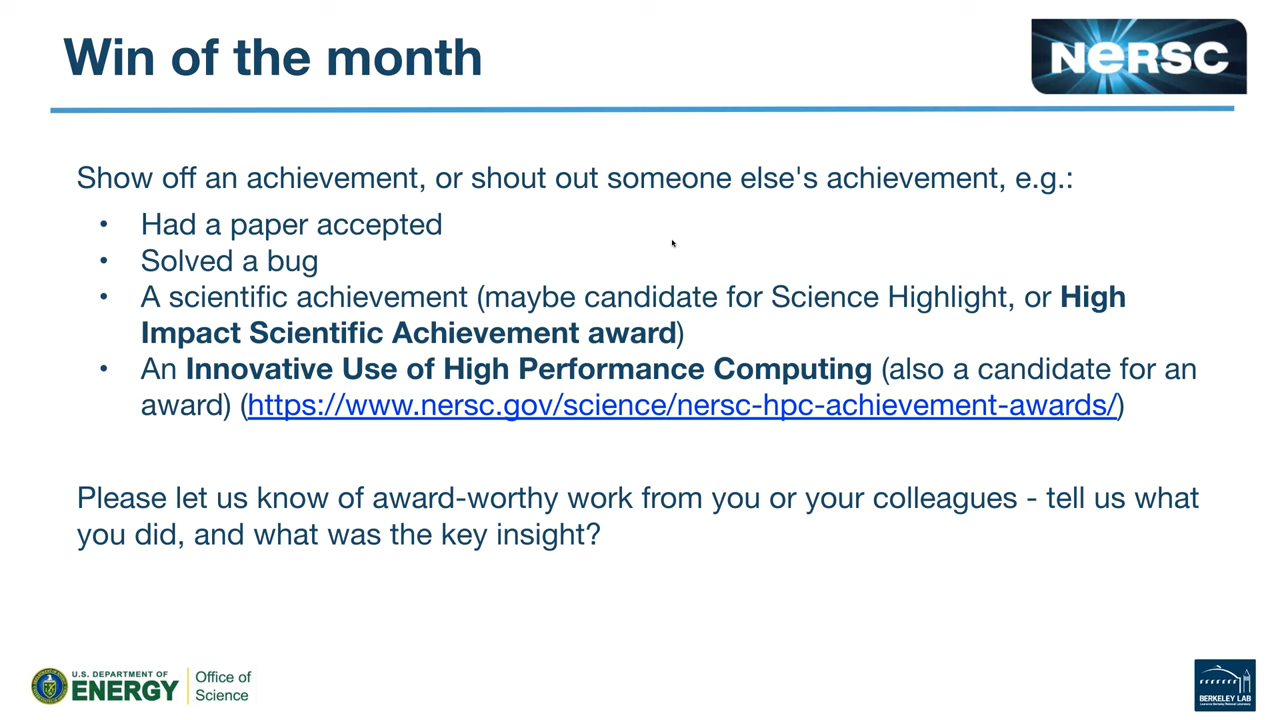 Win of the month
NERSC
Show off an achievement, or shout out someone else's achievement, e.g.:
• Had a paper accepted
• Solved a bug
• A scientific achievement (maybe candidate for Science Highlight, or High
Impact Scientific Achievement award)
• An Innovative Use of High Performance Computing (also a candidate for an
award) (https://www.nersc.gov/science/nersc-hpc-achievement-awards/)
Please let us know of award-worthy work from you or your colleagues - tell us what
you did, and what was the key insight?
U.S. DEPARTMENT OF
ENERGY
Office of
Science
BERKELEY LAB
Lawrence Berkeley National Laboratory